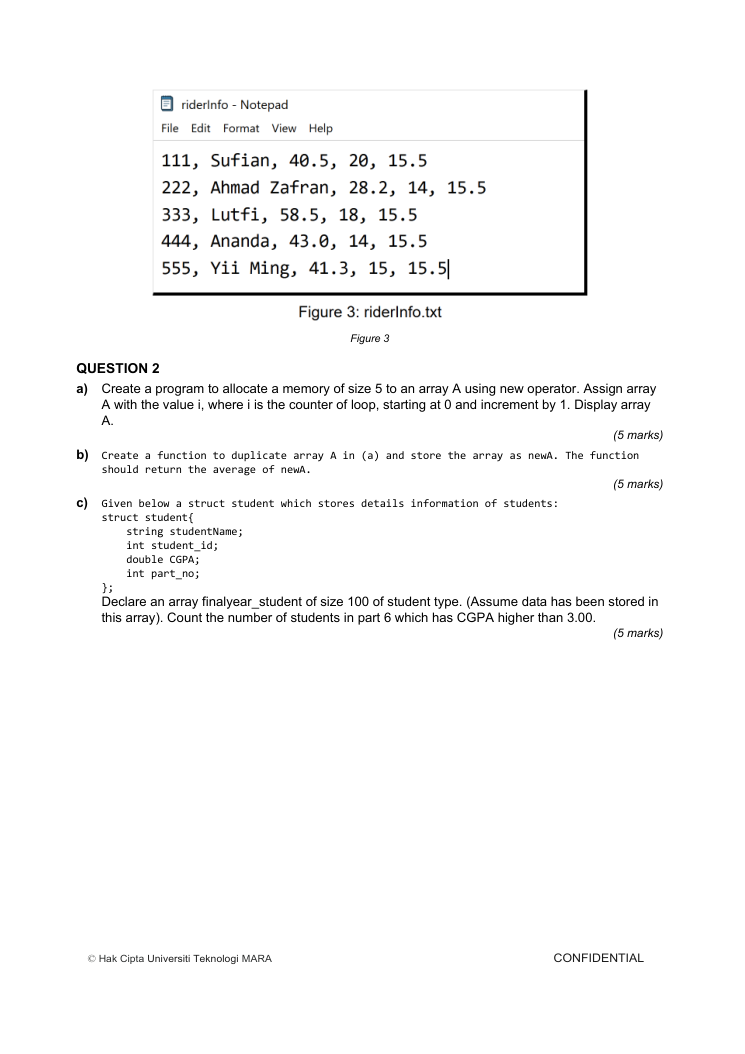 riderInfo - Notepad
File Edit Format View Help
111, Sufian, 40.5, 20, 15.5
222, Ahmad Zafran, 28.2, 14, 15.5
333, Lutfi, 58.5, 18, 15.5
444, Ananda, 43.0, 14, 15.5
555, Yii Ming, 41.3, 15, 15.5
Figure 3: riderInfo.txt
Figure 3
QUESTION 2
a) Create a program to allocate a memory of size 5 to an array A using new operator. Assign array
A with the value i, where i is the counter of loop, starting at 0 and increment by 1. Display array
A.
(5 marks)
b) Create a function to duplicate array A in (a) and store the array as newA. The function
should return the average of newA.
(5 marks)
c) Given below a struct student which stores details information of students:
struct student{
string studentName;
int student_id;
double CGPA;
int part_no;
};
Declare an array finalyear_student of size 100 of student type. (Assume data has been stored in
this array). Count the number of students in part 6 which has CGPA higher than 3.00.
(5 marks)
© Hak Cipta Universiti Teknologi MARA
CONFIDENTIAL